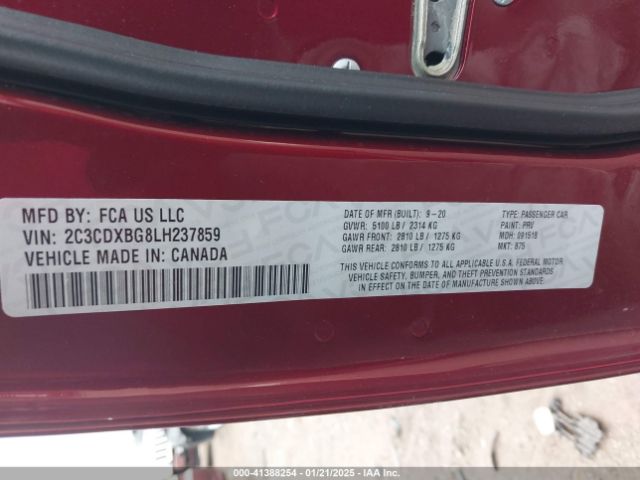 MFD BY: FCA US LLC
VIN: 2C3CDXBG8LH237859
VEHICLE MADE IN: CANADA
DATE OF MFR (BUILT): 9-20
GVWR: 5100 LB / 2314 KG
GAWR FRONT: 2810 LB / 1275 KG
GAWR REAR: 2810 LB / 1275 KG
TYPE: PASSENGER CAR
PAINT: PRV
MDH: 091518
MKT: 875
THIS VEHICLE CONFORMS TO ALL APPLICABLE U.S.A. FEDERAL MOTOR
VEHICLE SAFETY, BUMPER, AND THEFT PREVENTION STANDARDS
IN EFFECT ON THE DATE OF MANUFACTURE SHOWN ABOVE.
000-41388254 - 01/21/2025 - IAA Inc.